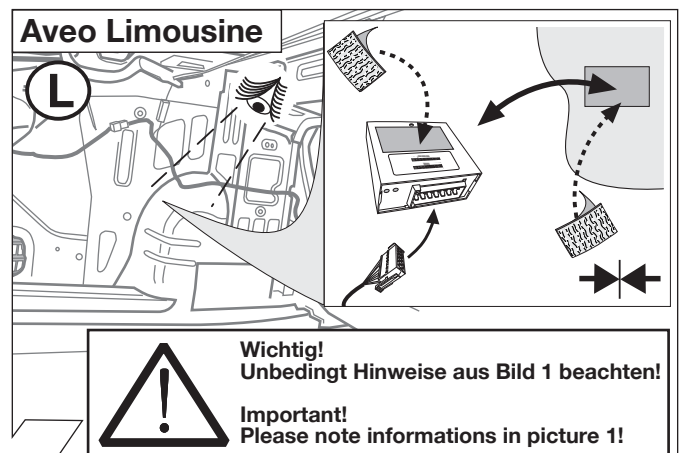 Aveo Limousine
L
Wichtig!
Unbedingt Hinweise aus Bild 1 beachten!
Important!
Please note informations in picture 1!